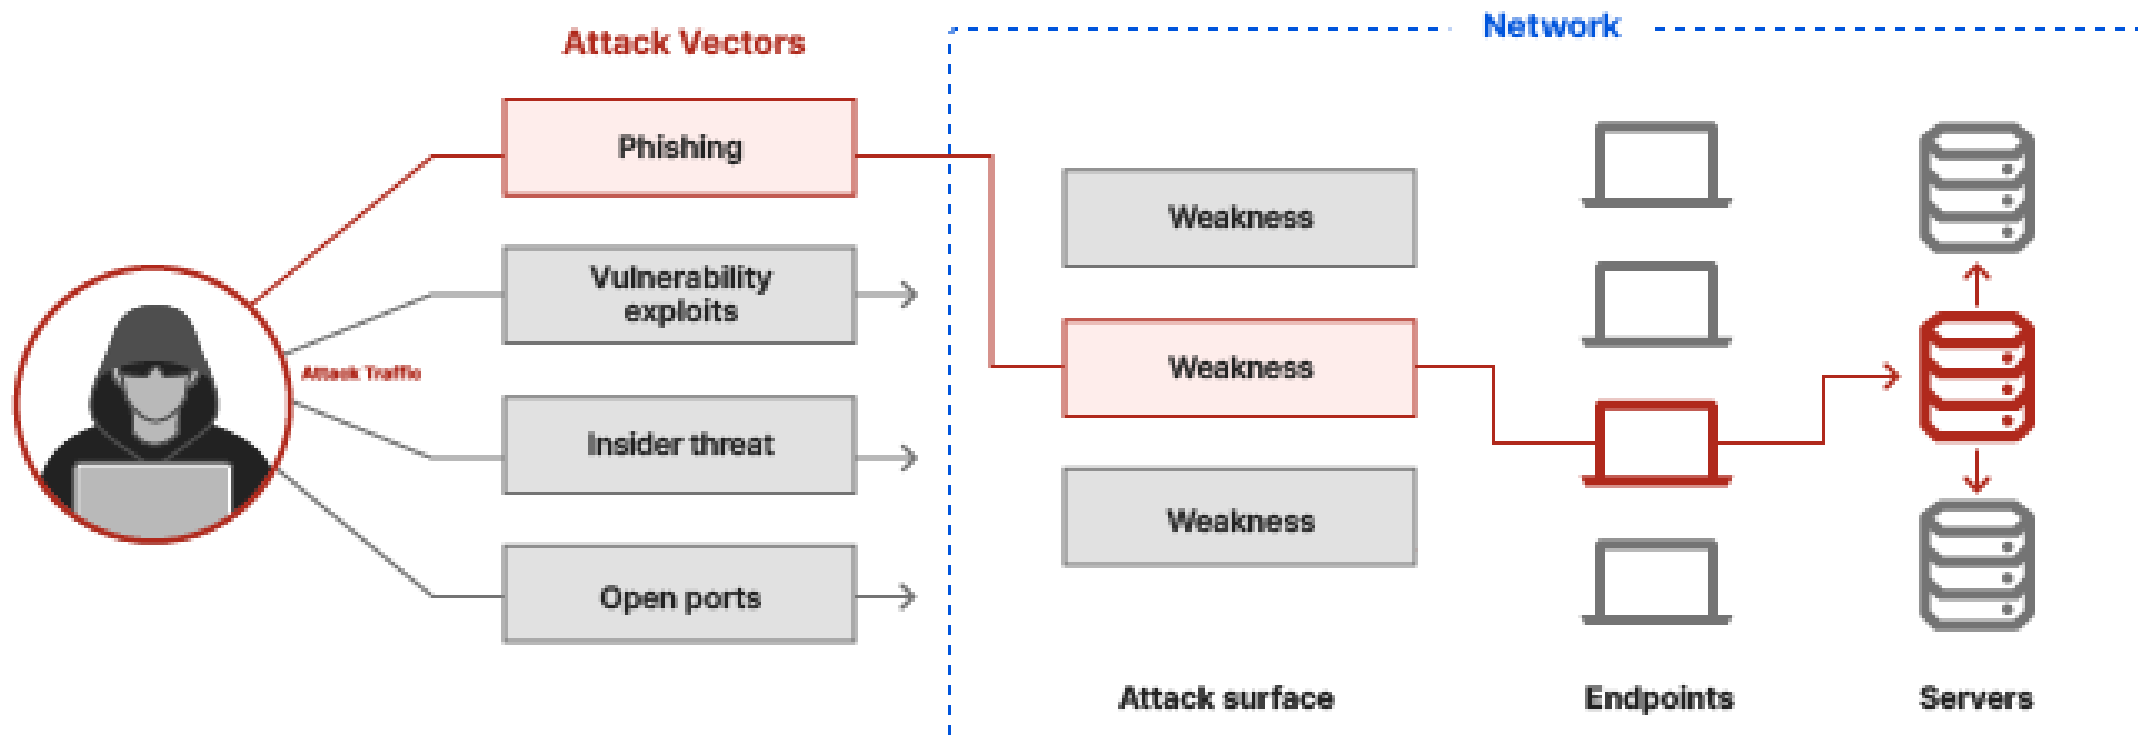 Attack Vectors
Network
Phishing
Vulnerability
exploits
Attack Traffic
Insider threat
Open ports
Weakness
Weakness
Weakness
Attack surface
Endpoints
Servers